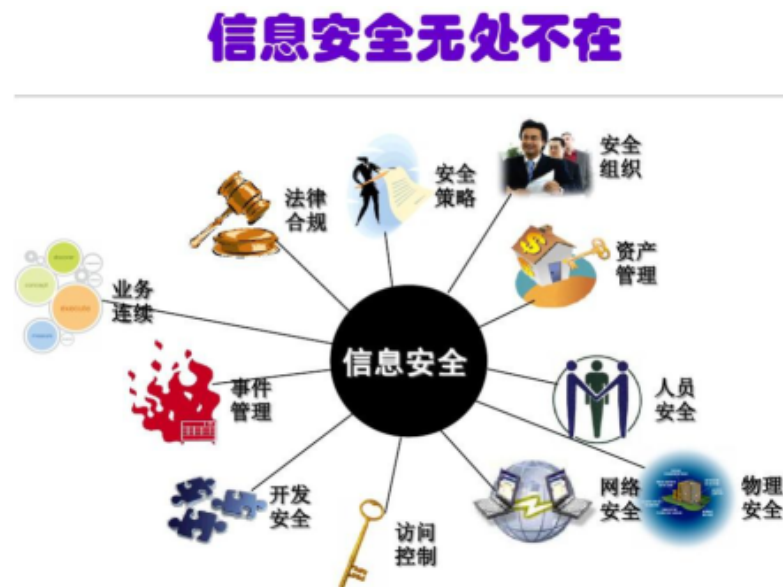 信息安全无处不在
安全
组织
安全
策略
法律
合规
资产
管理
业务
连续
信息安全
事件
管理
人员
安全
开发
安全
访问
控制
网络
安全
物理
安全